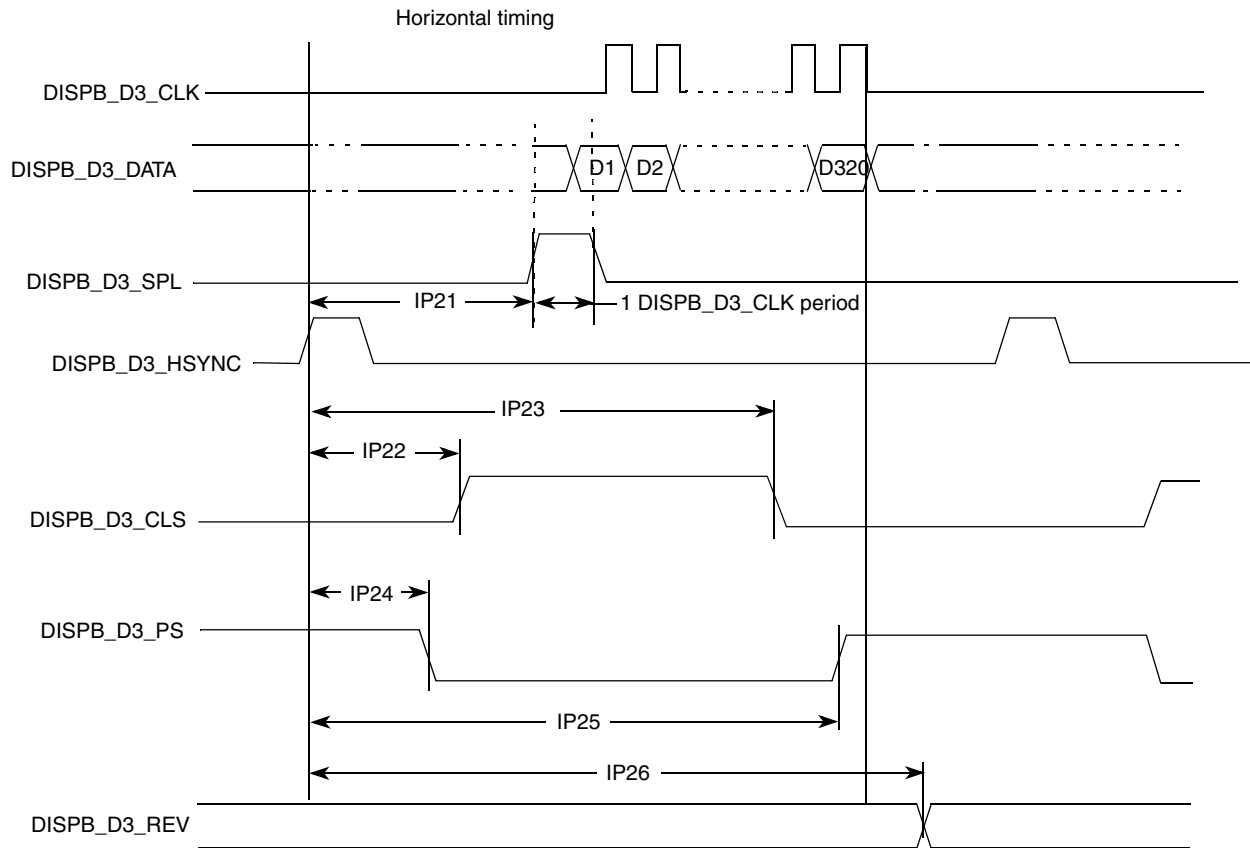 Horizontal timing
DISPB_D3_CLK
DISPB_D3_DATA
D1
D2
D320
DISPB_D3_SPL
IP21
1 DISPB_D3_CLK period
DISPB_D3_HSYNC
IP23
IP22
DISPB_D3_CLS
IP24
DISPB_D3_PS
IP25
IP26
DISPB_D3_REV